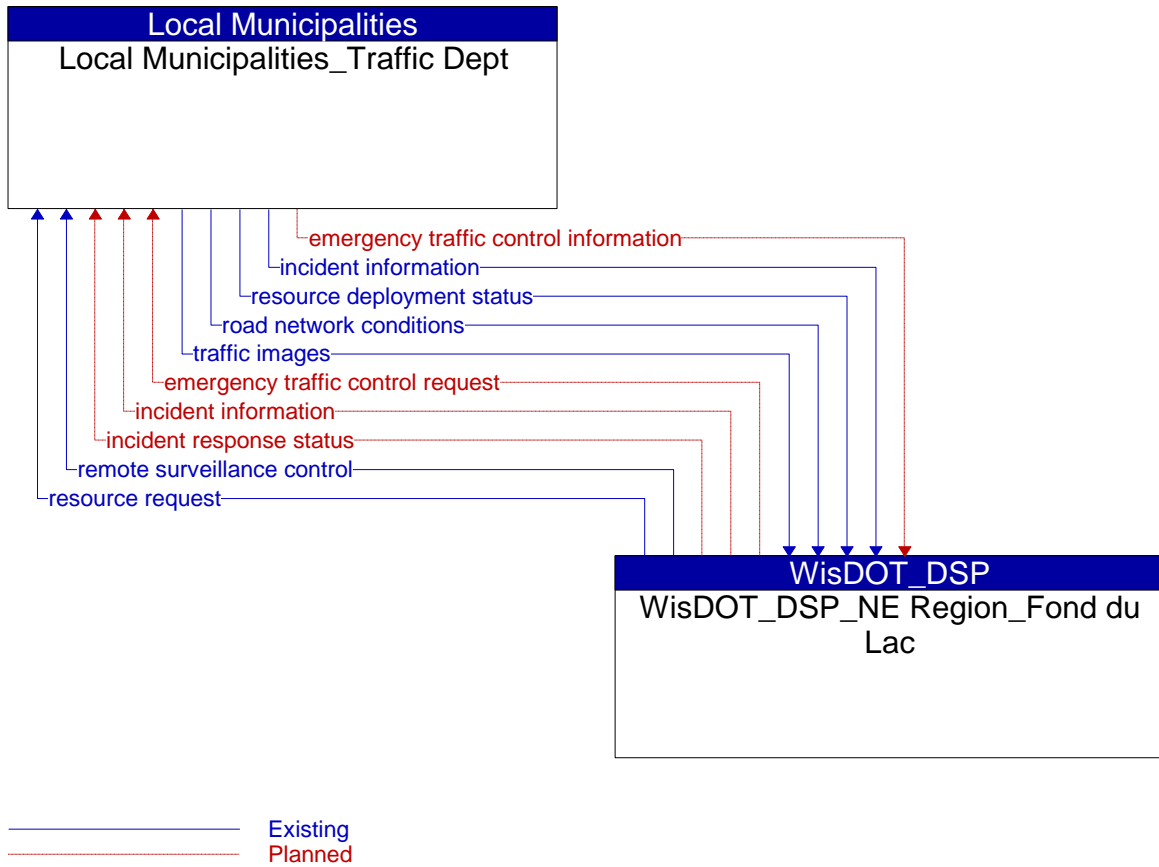 Local Municipalities
Local Municipalities_Traffic Dept
emergency traffic control information
incident information
resource deployment status
road network conditions
traffic images
emergency traffic control request
incident information
incident response status
remote surveillance control
resource request
WisDOT_DSP
WisDOT_DSP_NE Region_Fond du
Lac
Existing
Planned